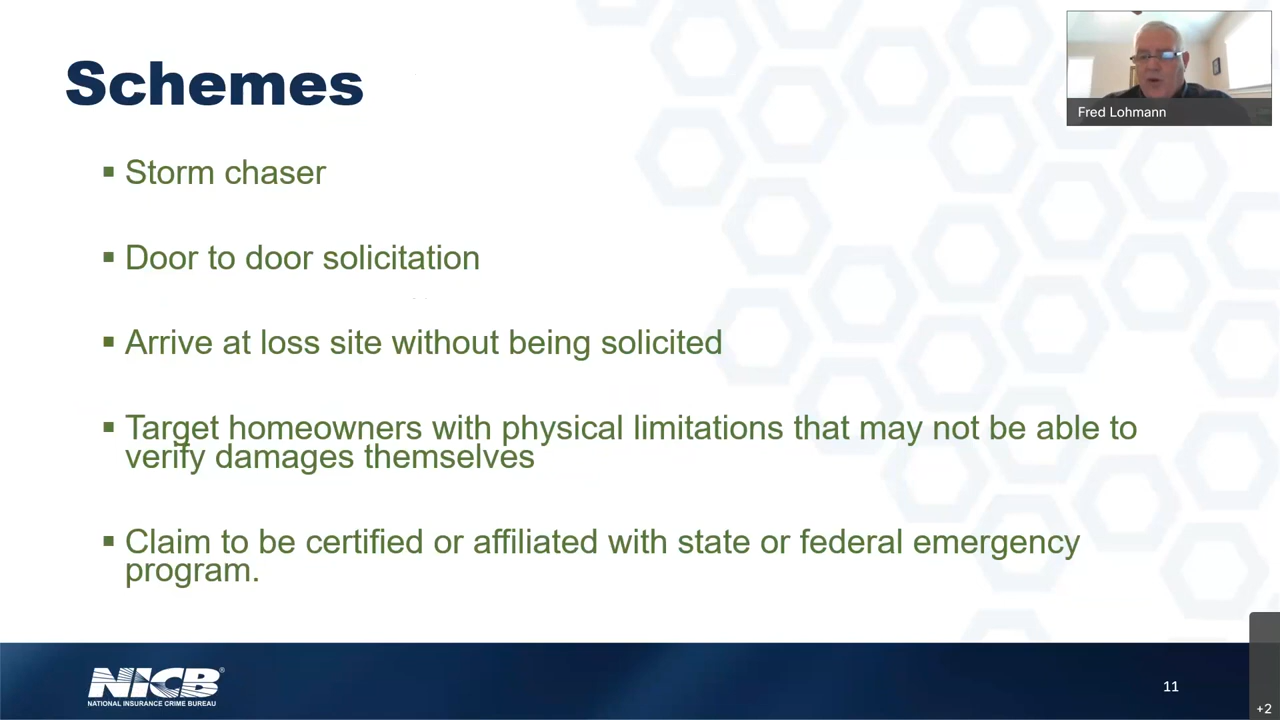 Schemes
Fred Lohmann
▪ Storm chaser
▪ Door to door solicitation
▪ Arrive at loss site without being solicited
▪ Target homeowners with physical limitations that may not be able to
verify damages themselves
▪ Claim to be certified or affiliated with state or federal emergency
program.
NICB®
NATIONAL INSURANCE CRIME BUREAU
11
+2